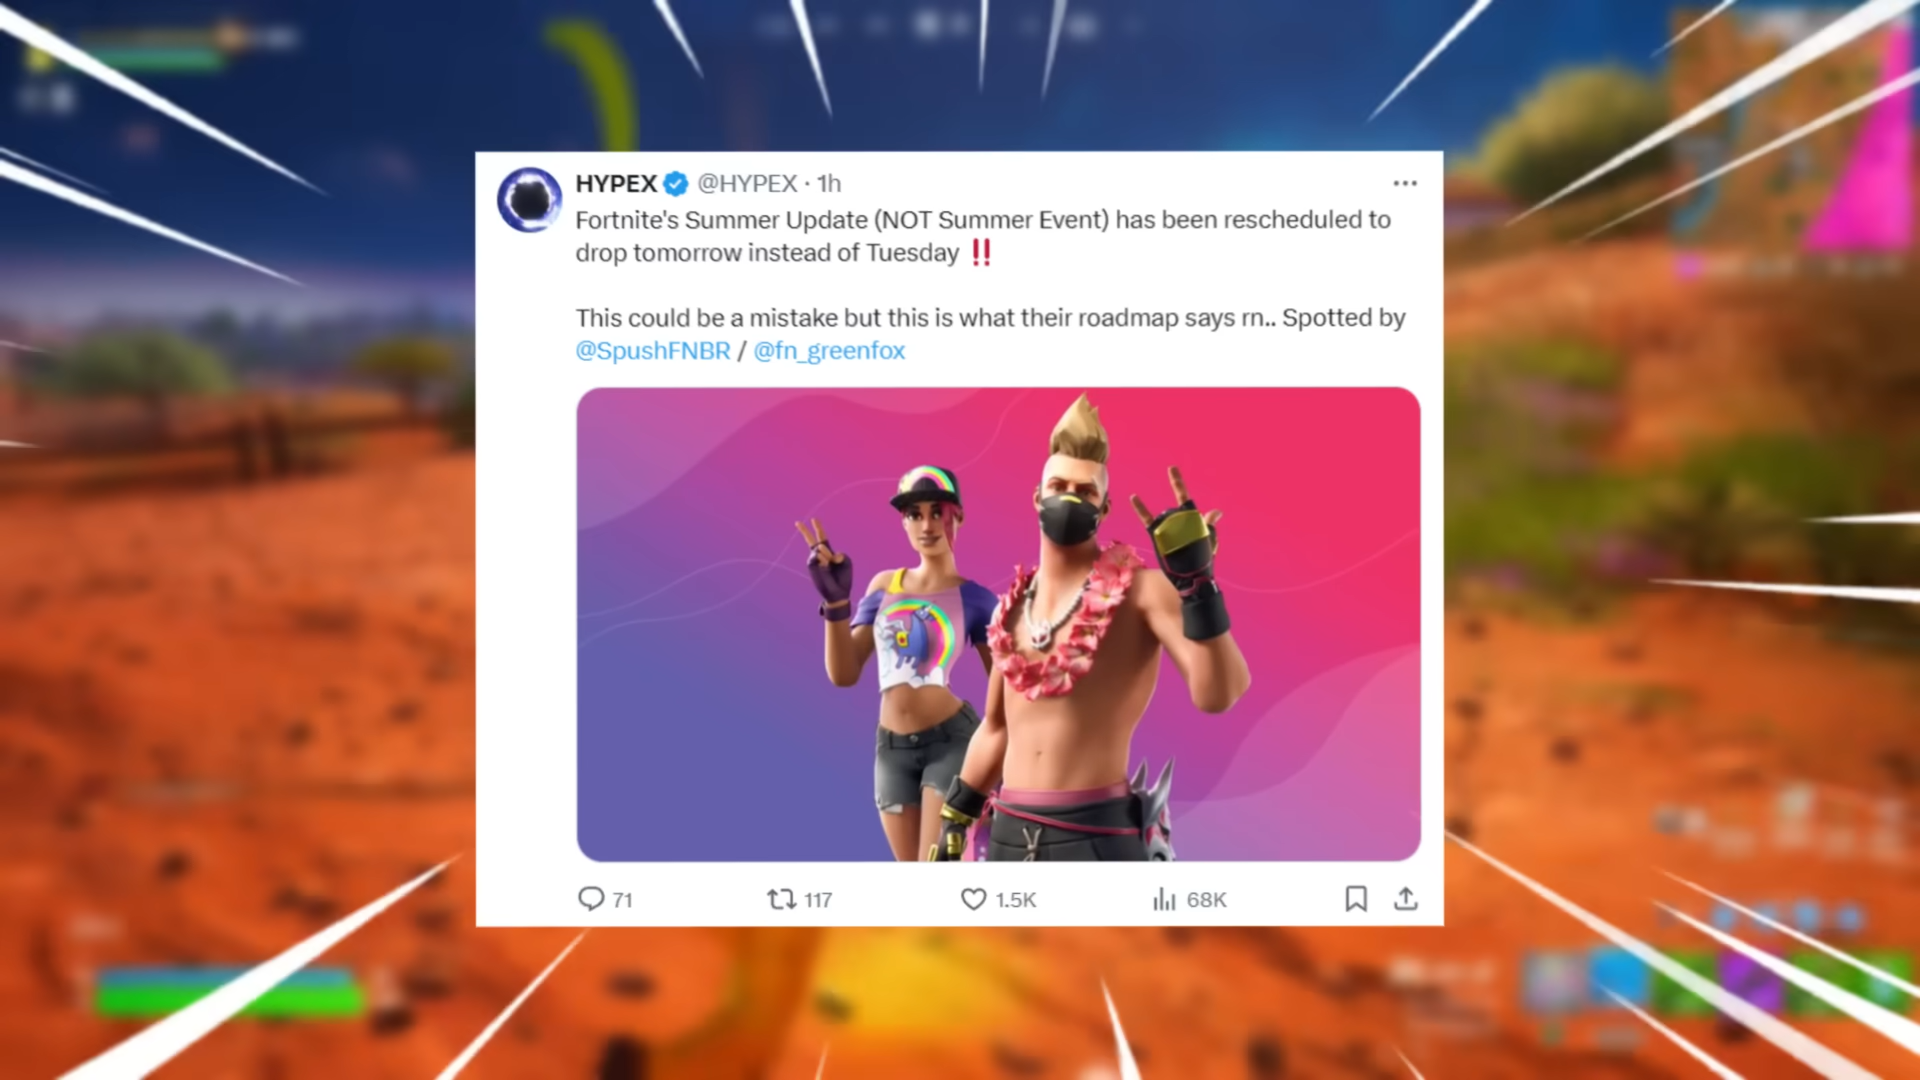 HYPEX @HYPEX · 1h
Fortnite's Summer Update (NOT Summer Event) has been rescheduled to
drop tomorrow instead of Tuesday ‼️
This could be a mistake but this is what their roadmap says rn.. Spotted by
@SpushFNBR / @fn_greenfox
71 117 1.5K 68K